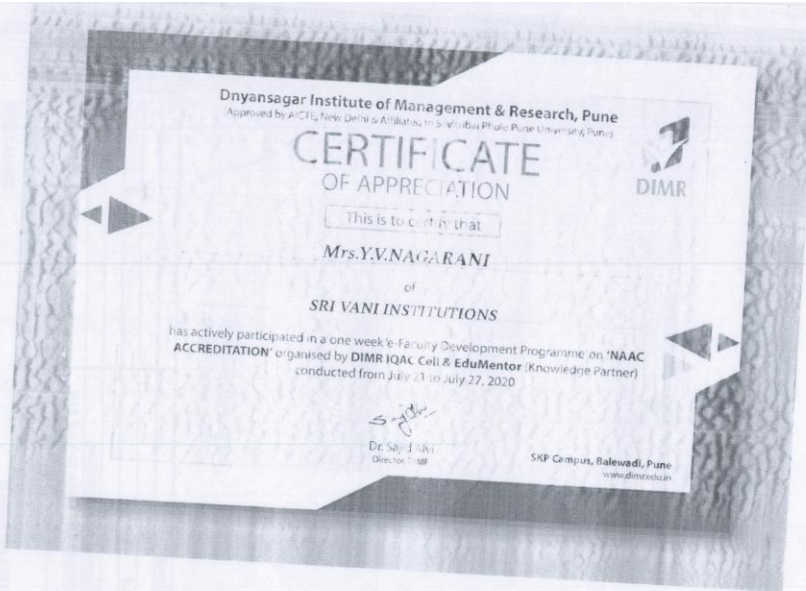 Dnyansagar Institute of Management & Research, Pune
(Approved by AICTE, New Delhi & Affiliated to Savitribai Phule Pune University, Pune)
DIMR
CERTIFICATE
OF APPRECIATION
This is to certify that
Mrs.Y.V.NAGARANI
of
SRI VANI INSTITUTIONS
has actively participated in a one week 'e-Faculty Development Programme' on 'NAAC
ACCREDITATION' organised by DIMR IQAC Cell & EduMentor (Knowledge Partner)
conducted from July 21 to July 27, 2020
Dr. Sajid Alvi
Director, DIMR
SKP Campus, Balewadi, Pune
www.dimr.edu.in